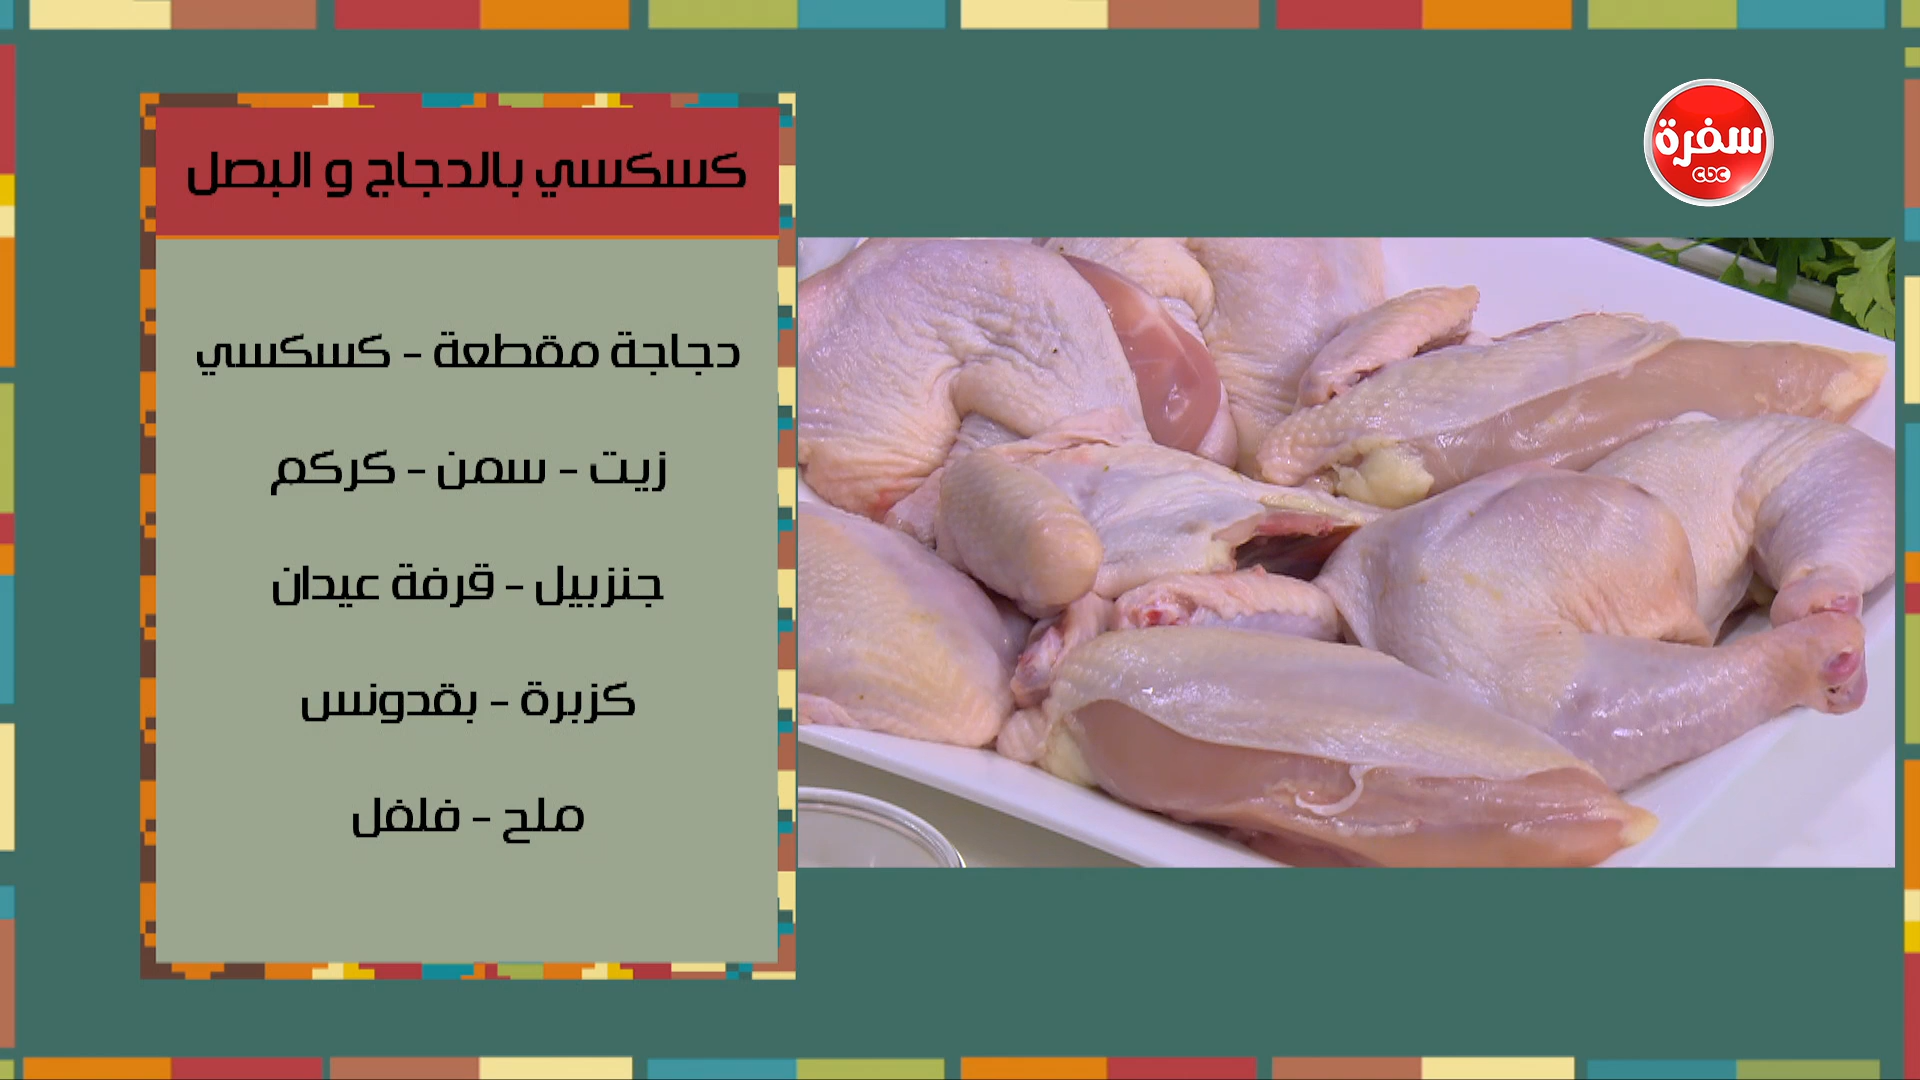 سفرة
cbc
كسكسي بالدجاج و البصل
دجاجة مقطعة - كسكسي
زيت - سمن - كركم
جنزبيل - قرفة عيدان
كزبرة - بقدونس
ملح - فلفل